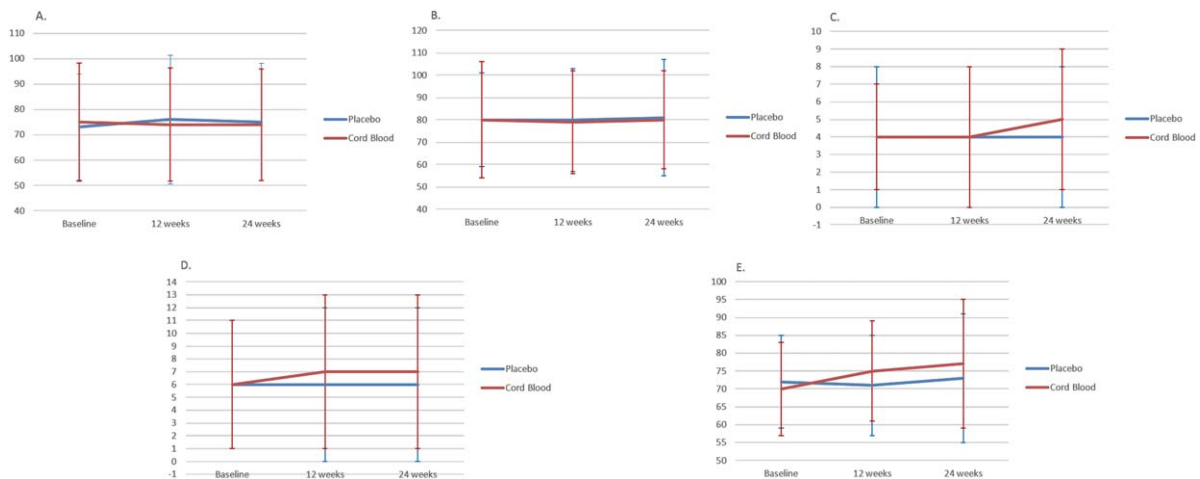 A.
110
100
90
80
70
60
50
40
Baseline
12 weeks
24 weeks
Placebo
Cord Blood
B.
120
110
100
90
80
70
60
50
40
Baseline
12 weeks
24 weeks
Placebo
Cord Blood
C.
10
9
8
7
6
5
4
3
2
1
0
-1
Baseline
12 weeks
24 weeks
Placebo
Cord Blood
D.
14
13
12
11
10
9
8
7
6
5
4
3
2
1
0
-1
Baseline
12 weeks
24 weeks
Placebo
Cord Blood
E.
100
95
90
85
80
75
70
65
60
55
50
Baseline
12 weeks
24 weeks
Placebo
Cord Blood